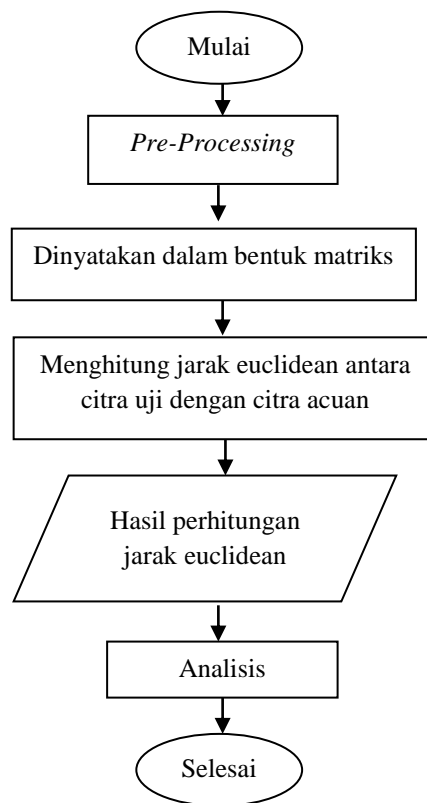 Mulai
Pre-Processing
Dinyatakan dalam bentuk matriks
Menghitung jarak euclidean antara
citra uji dengan citra acuan
Hasil perhitungan
jarak euclidean
Analisis
Selesai